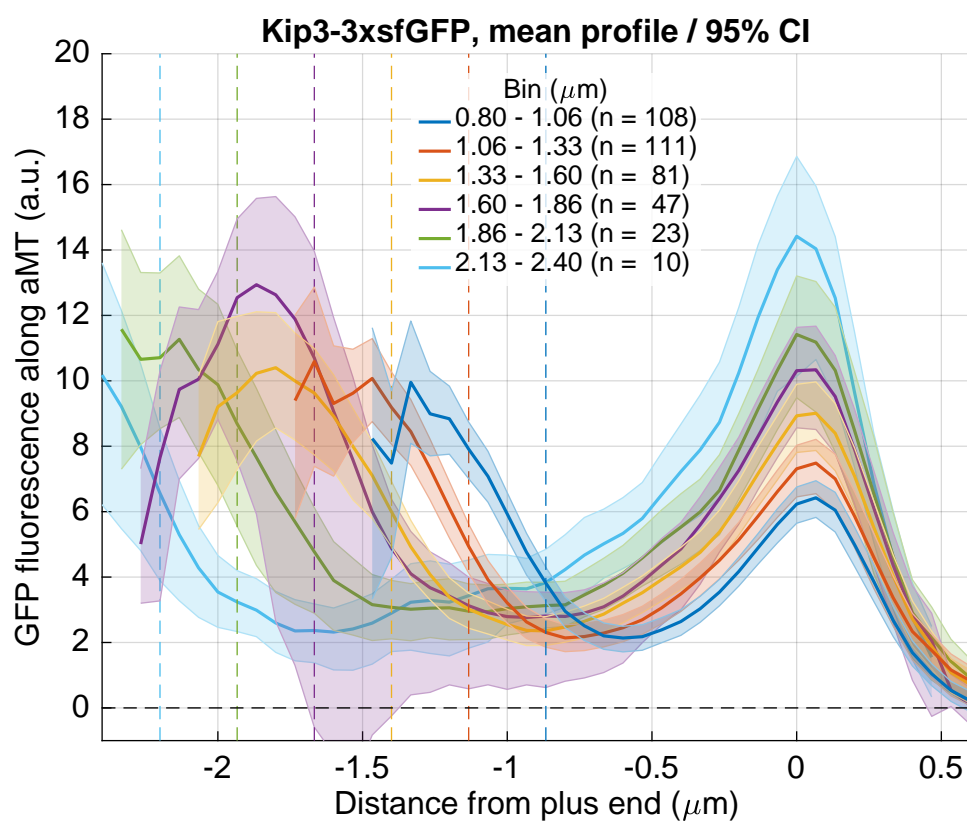 Kip3-3xsfGFP, mean profile / 95% CI
20
18
16
14
12
10
8
6
4
2
0
GFP fluorescence along aMT (a.u.)
Bin (μm)
0.80 - 1.06 (n = 108)
1.06 - 1.33 (n = 111)
1.33 - 1.60 (n = 81)
1.60 - 1.86 (n = 47)
1.86 - 2.13 (n = 23)
2.13 - 2.40 (n = 10)
-2 -1.5 -1 -0.5 0 0.5
Distance from plus end (μm)